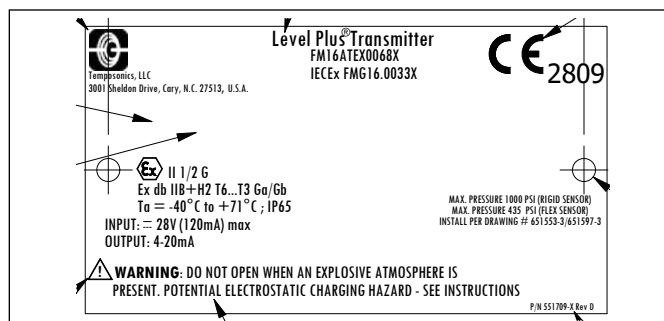 Level Plus® Transmitter
FM16ATEX0068X
IECEx FMG16.0033X
CE 2809
Temposonics, LLC
3001 Sheldon Drive, Cary, N.C. 27513, U.S.A.
Ex II 1/2 G
Ex db IIB+H2 T6...T3 Ga/Gb
Ta = -40°C to +71°C ; IP65
INPUT: ⎓ 28V (120mA) max
OUTPUT: 4-20mA
MAX. PRESSURE 1000 PSI (RIGID SENSOR)
MAX. PRESSURE 435 PSI (FLEX SENSOR)
INSTALL PER DRAWING # 651553-3/651597-3
WARNING: DO NOT OPEN WHEN AN EXPLOSIVE ATMOSPHERE IS
PRESENT. POTENTIAL ELECTROSTATIC CHARGING HAZARD - SEE INSTRUCTIONS
P/N 551709-X Rev D